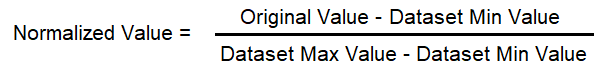 Original Value - Dataset Min Value
Normalized Value =
Dataset Max Value - Dataset Min Value